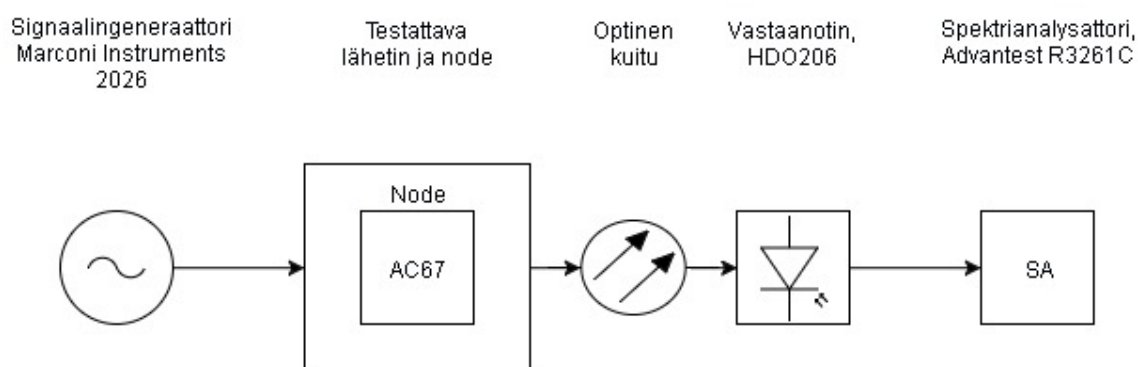 Signaalingeneraattori
Marconi Instruments
2026
Testattava
lähetin ja node
Optinen
kuitu
Vastaanotin,
HDO206
Spektrianalysattori,
Advantest R3261C
Node
AC67
SA